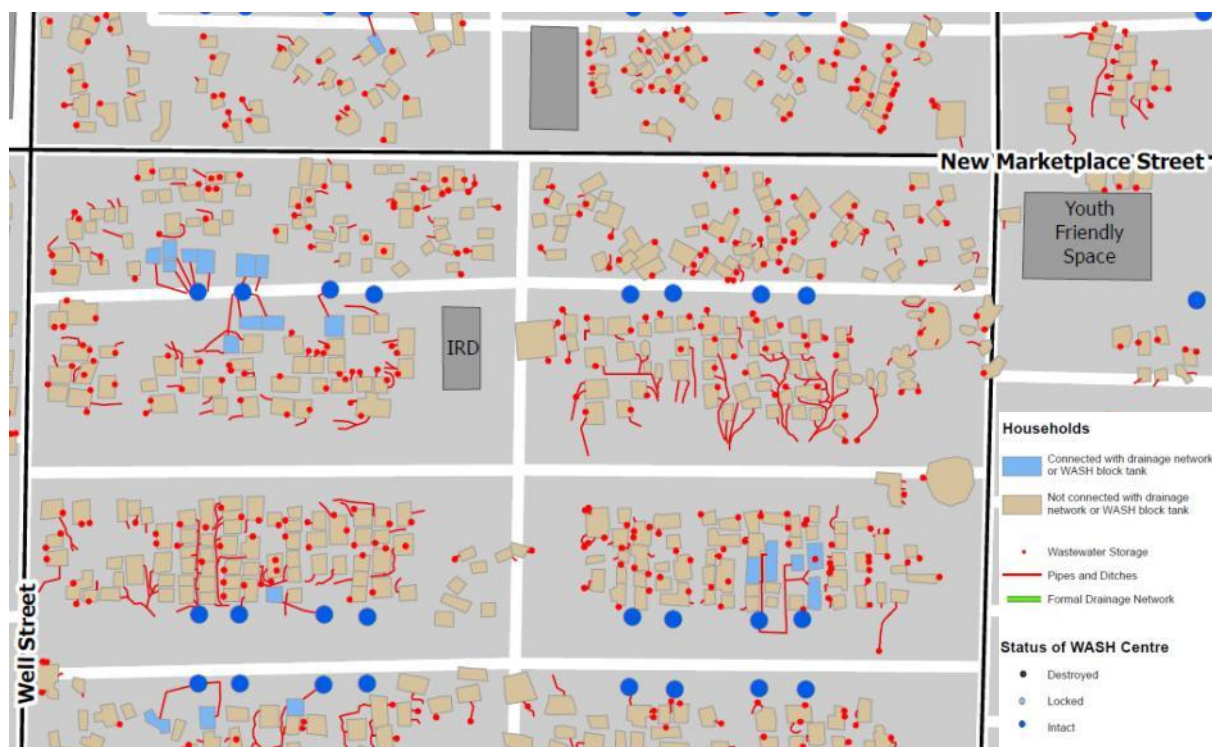 New Marketplace Street
Youth
Friendly
Space
IRD
Well Street
Households
Connected with drainage network
or WASH block tank
Not connected with drainage
network or WASH block tank
Wastewater Storage
Pipes and Ditches
Formal Drainage Network
Status of WASH Centre
Destroyed
Locked
Intact